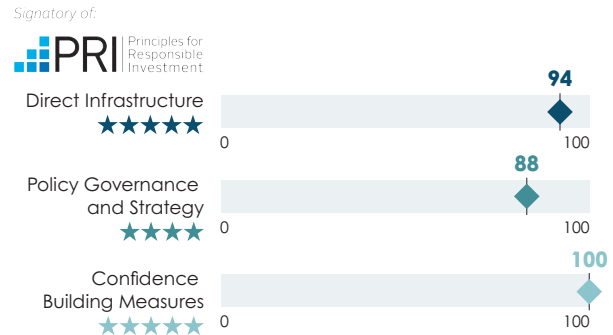 Signatory of:
PRI
Principles for
Responsible
Investment
94
Direct Infrastructure
★★★★★
0
100
88
Policy Governance
and Strategy
★★★★
0
100
100
Confidence
Building Measures
★★★★★
0
100